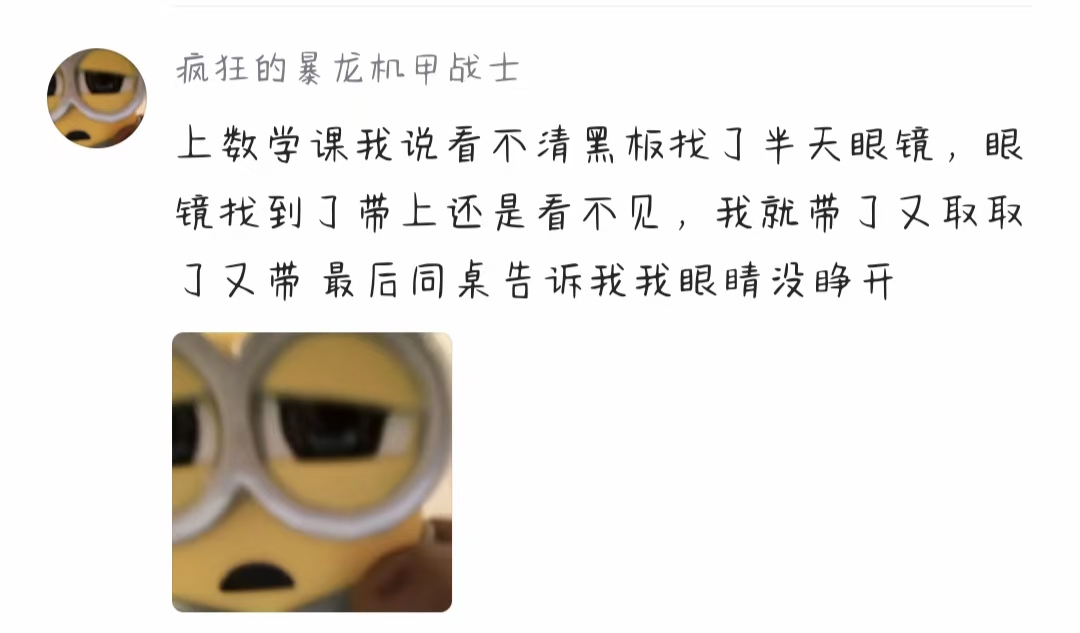 疯狂的暴龙机甲战士
上数学课我说看不清黑板找了半天眼镜，眼
镜找到了带上还是看不见，我就带了又取取
了又带 最后同桌告诉我我眼睛没睁开